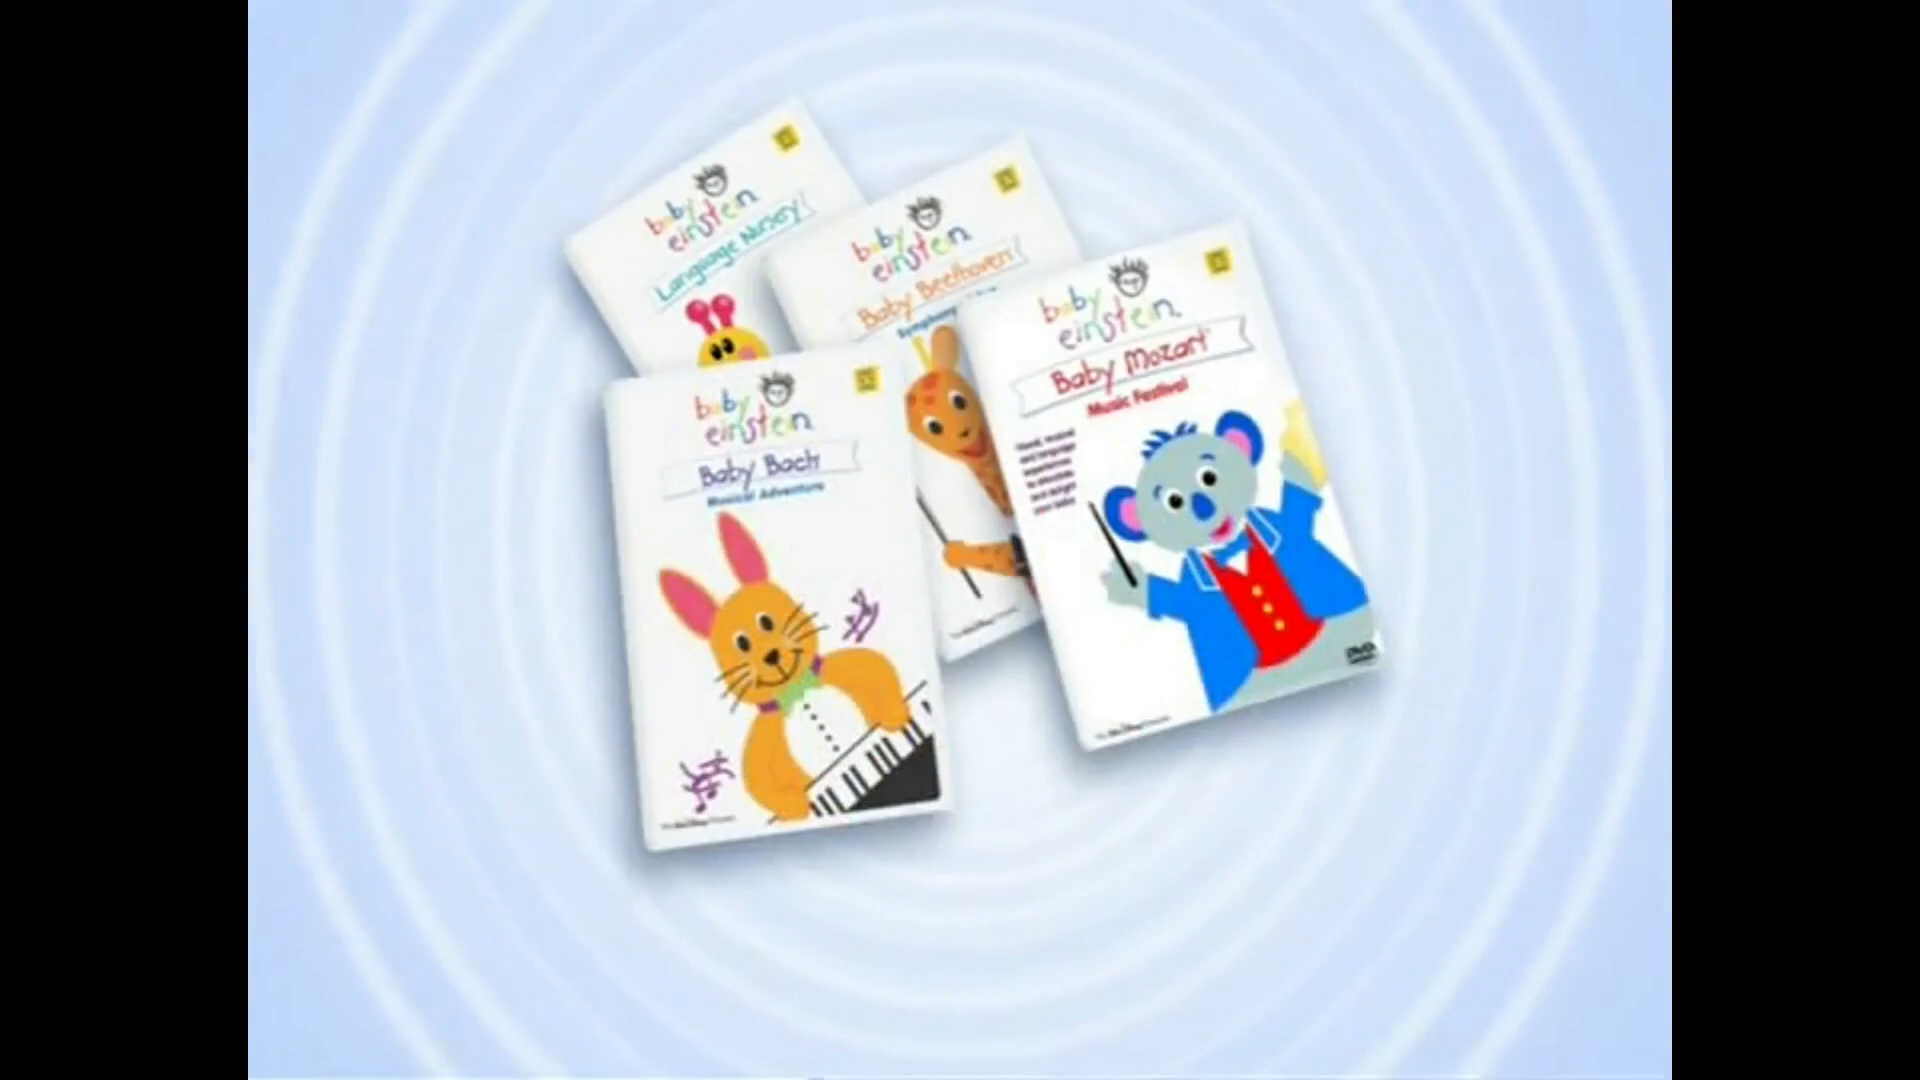 baby
einstein
Language Nursery
baby
einstein
Baby Beethoven
Symphony
baby
einstein
Baby Mozart
Music Festival
DVD
baby
einstein
Baby Bach
Musical Adventure